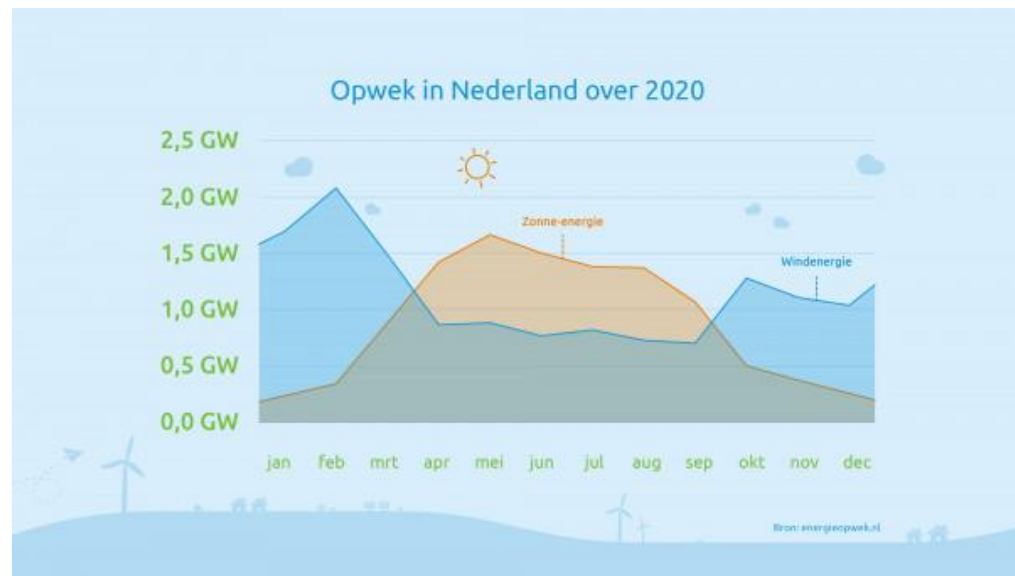 Opwek in Nederland over 2020
2,5 GW
2,0 GW
Zonne-energie
1,5 GW
Windenergie
1,0 GW
0,5 GW
0,0 GW
jan feb mrt apr mei jun jul aug sep okt nov dec
Bron: energieopwek.nl